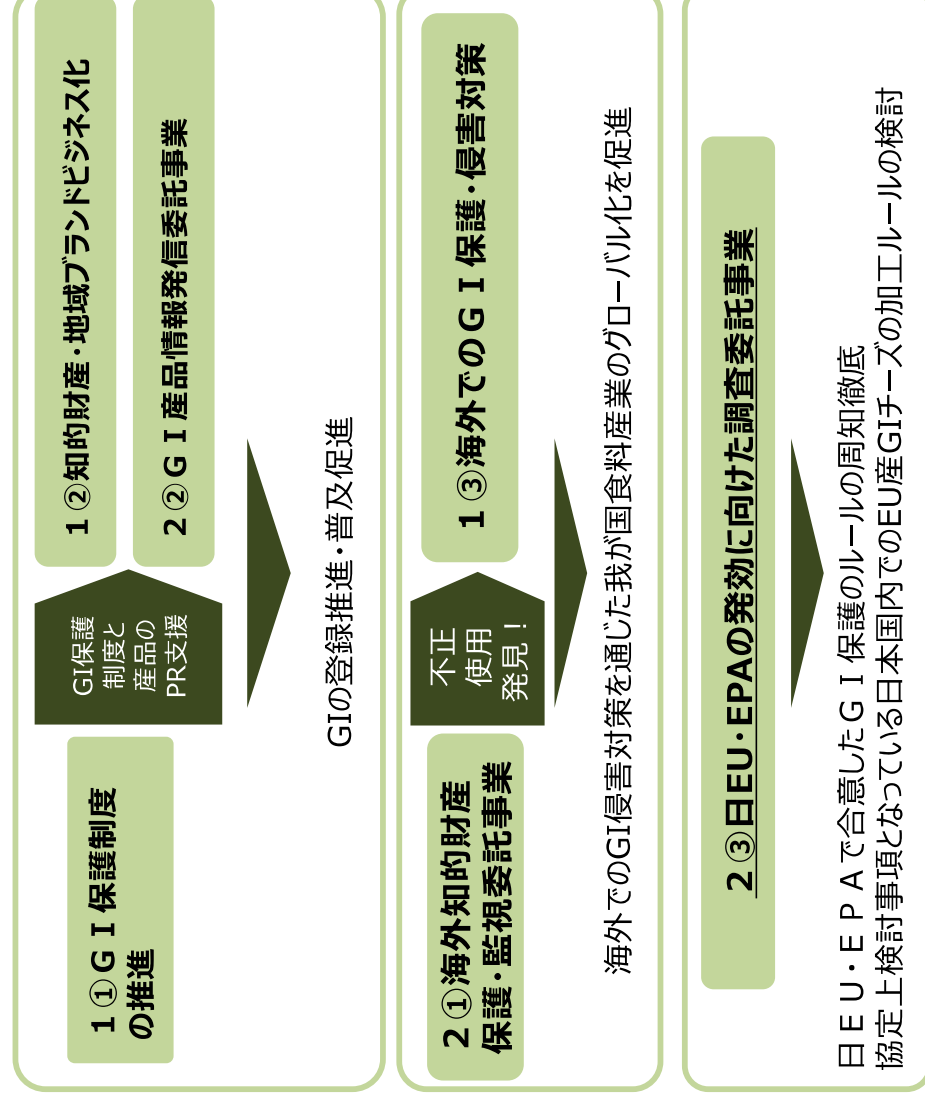 1①ＧＩ保護制度
の推進
GI保護
制度と
産品の
PR支援
1②知的財産・地域ブランドビジネス化
2②ＧＩ産品情報発信委託事業
GIの登録推進・普及促進
2①海外知的財産
保護・監視委託事業
不正
使用
発見！
1③海外でのＧＩ保護・侵害対策
海外でのGI侵害対策を通じた我が国食料産業のグローバル化を促進
2③日EU・EPAの発効に向けた調査委託事業
日ＥＵ・ＥＰＡで合意したＧＩ保護のルールの周知徹底
協定上検討事項となっている日本国内でのEU産GIチーズの加工ルールの検討